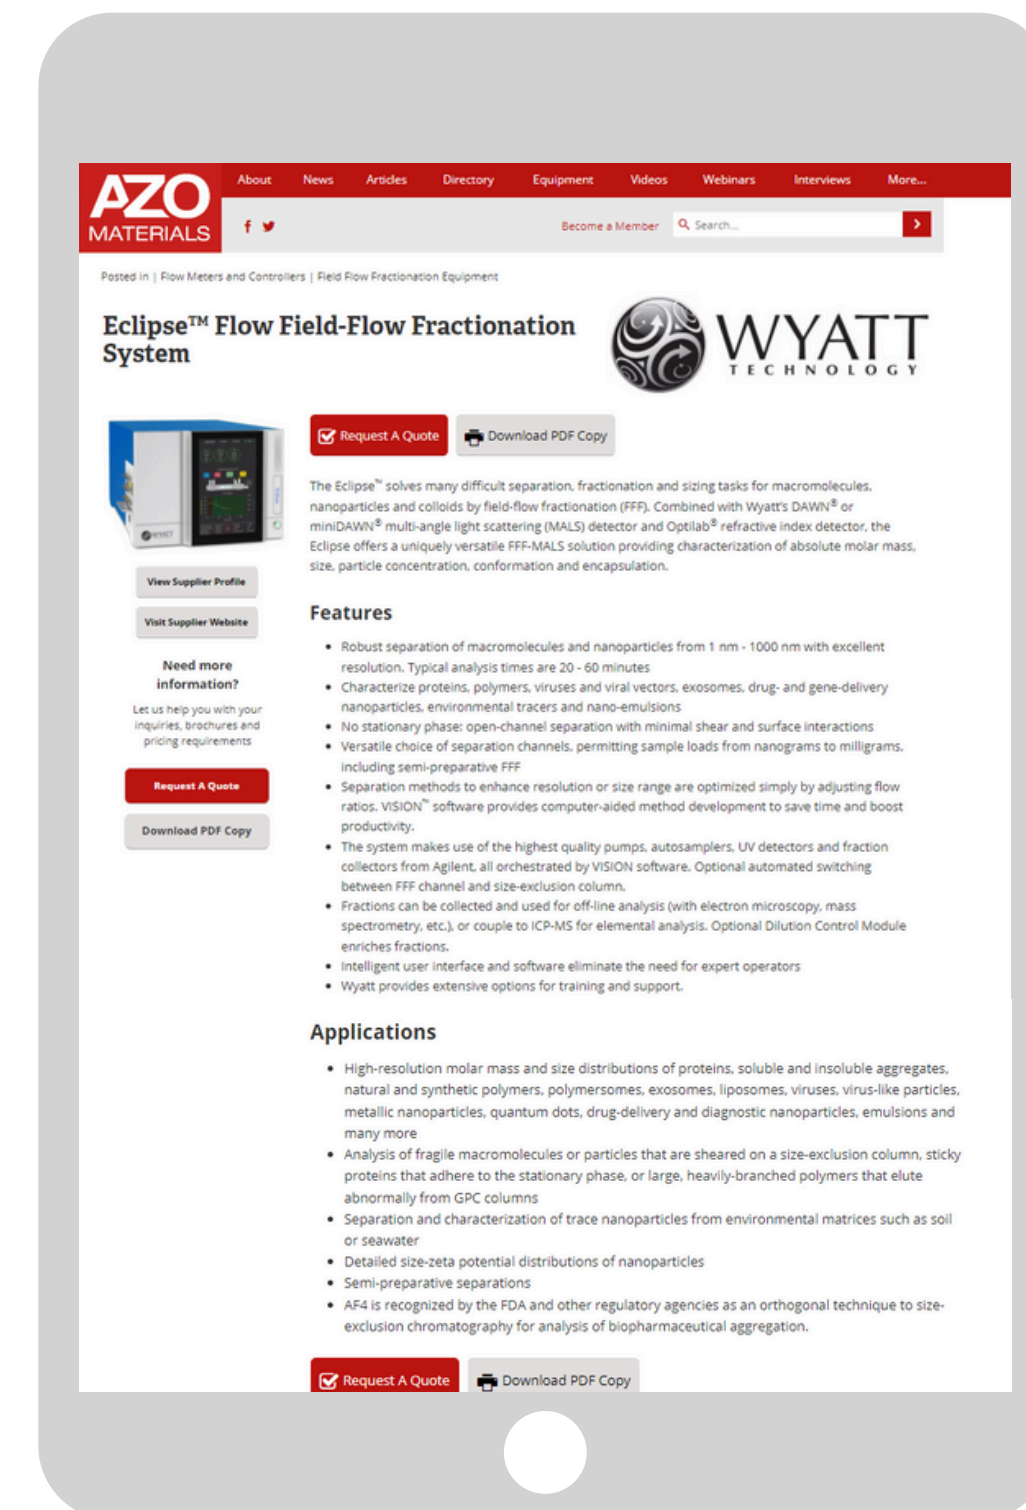 AZO
MATERIALS
About News Articles Directory Equipment Videos Webinars Interviews More...
Become a Member Search...
Posted in | Flow Meters and Controllers | Field Flow Fractionation Equipment
Eclipse™ Flow Field-Flow Fractionation
System
WYATT
TECHNOLOGY
Request A Quote Download PDF Copy
The Eclipse™ solves many difficult separation, fractionation and sizing tasks for macromolecules,
nanoparticles and colloids by field-flow fractionation (FFF). Combined with Wyatt's DAWN® or
miniDAWN® multi-angle light scattering (MALS) detector and Optilab® refractive index detector, the
Eclipse offers a uniquely versatile FFF-MALS solution providing characterization of absolute molar mass,
size, particle concentration, conformation and encapsulation.
WYATT
View Supplier Profile
Visit Supplier Website
Need more
information?
Let us help you with your
inquiries, brochures and
pricing requirements
Request A Quote
Download PDF Copy
Features
• Robust separation of macromolecules and nanoparticles from 1 nm - 1000 nm with excellent
resolution. Typical analysis times are 20 - 60 minutes
• Characterize proteins, polymers, viruses and viral vectors, exosomes, drug- and gene-delivery
nanoparticles, environmental tracers and nano-emulsions
• No stationary phase: open-channel separation with minimal shear and surface interactions
• Versatile choice of separation channels, permitting sample loads from nanograms to milligrams,
including semi-preparative FFF
• Separation methods to enhance resolution or size range are optimized simply by adjusting flow
ratios. VISION™ software provides computer-aided method development to save time and boost
productivity.
• The system makes use of the highest quality pumps, autosamplers, UV detectors and fraction
collectors from Agilent, all orchestrated by VISION software. Optional automated switching
between FFF channel and size-exclusion column.
• Fractions can be collected and used for off-line analysis (with electron microscopy, mass
spectrometry, etc.), or couple to ICP-MS for elemental analysis. Optional Dilution Control Module
enriches fractions.
• Intelligent user interface and software eliminate the need for expert operators
• Wyatt provides extensive options for training and support.
Applications
• High-resolution molar mass and size distributions of proteins, soluble and insoluble aggregates,
natural and synthetic polymers, polymersomes, exosomes, liposomes, viruses, virus-like particles,
metallic nanoparticles, quantum dots, drug-delivery and diagnostic nanoparticles, emulsions and
many more
• Analysis of fragile macromolecules or particles that are sheared on a size-exclusion column, sticky
proteins that adhere to the stationary phase, or large, heavily-branched polymers that elute
abnormally from GPC columns
• Separation and characterization of trace nanoparticles from environmental matrices such as soil
or seawater
• Detailed size-zeta potential distributions of nanoparticles
• Semi-preparative separations
• AF4 is recognized by the FDA and other regulatory agencies as an orthogonal technique to size-
exclusion chromatography for analysis of biopharmaceutical aggregation.
Request A Quote Download PDF Copy